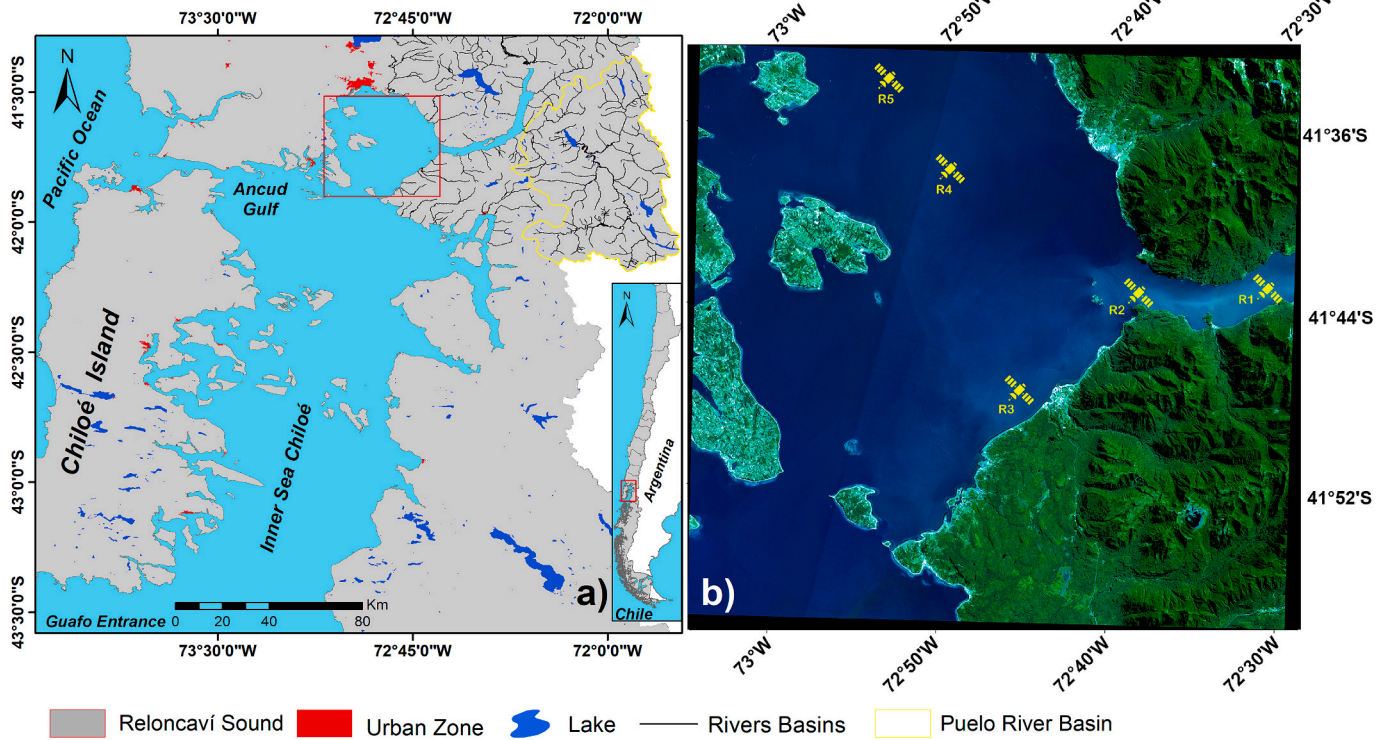 73°30'0"W 72°45'0"W 72°0'0"W
73°W 72°50'W 72°40'W 72°30'W
N
41°30'0"S
42°0'0"S
42°30'0"S
43°0'0"S
43°30'0"S
Pacific Ocean
Ancud
Gulf
Chiloé Island
Inner Sea Chiloé
Guafo Entrance
0 20 40 80
Km
a)
N
Argentina
Chile
73°30'0"W 72°45'0"W 72°0'0"W
R5
R4
R2
R1
R3
b)
41°36'S
41°44'S
41°52'S
73°W 72°50'W 72°40'W 72°30'W
Reloncaví Sound
Urban Zone
Lake
Rivers Basins
Puelo River Basin